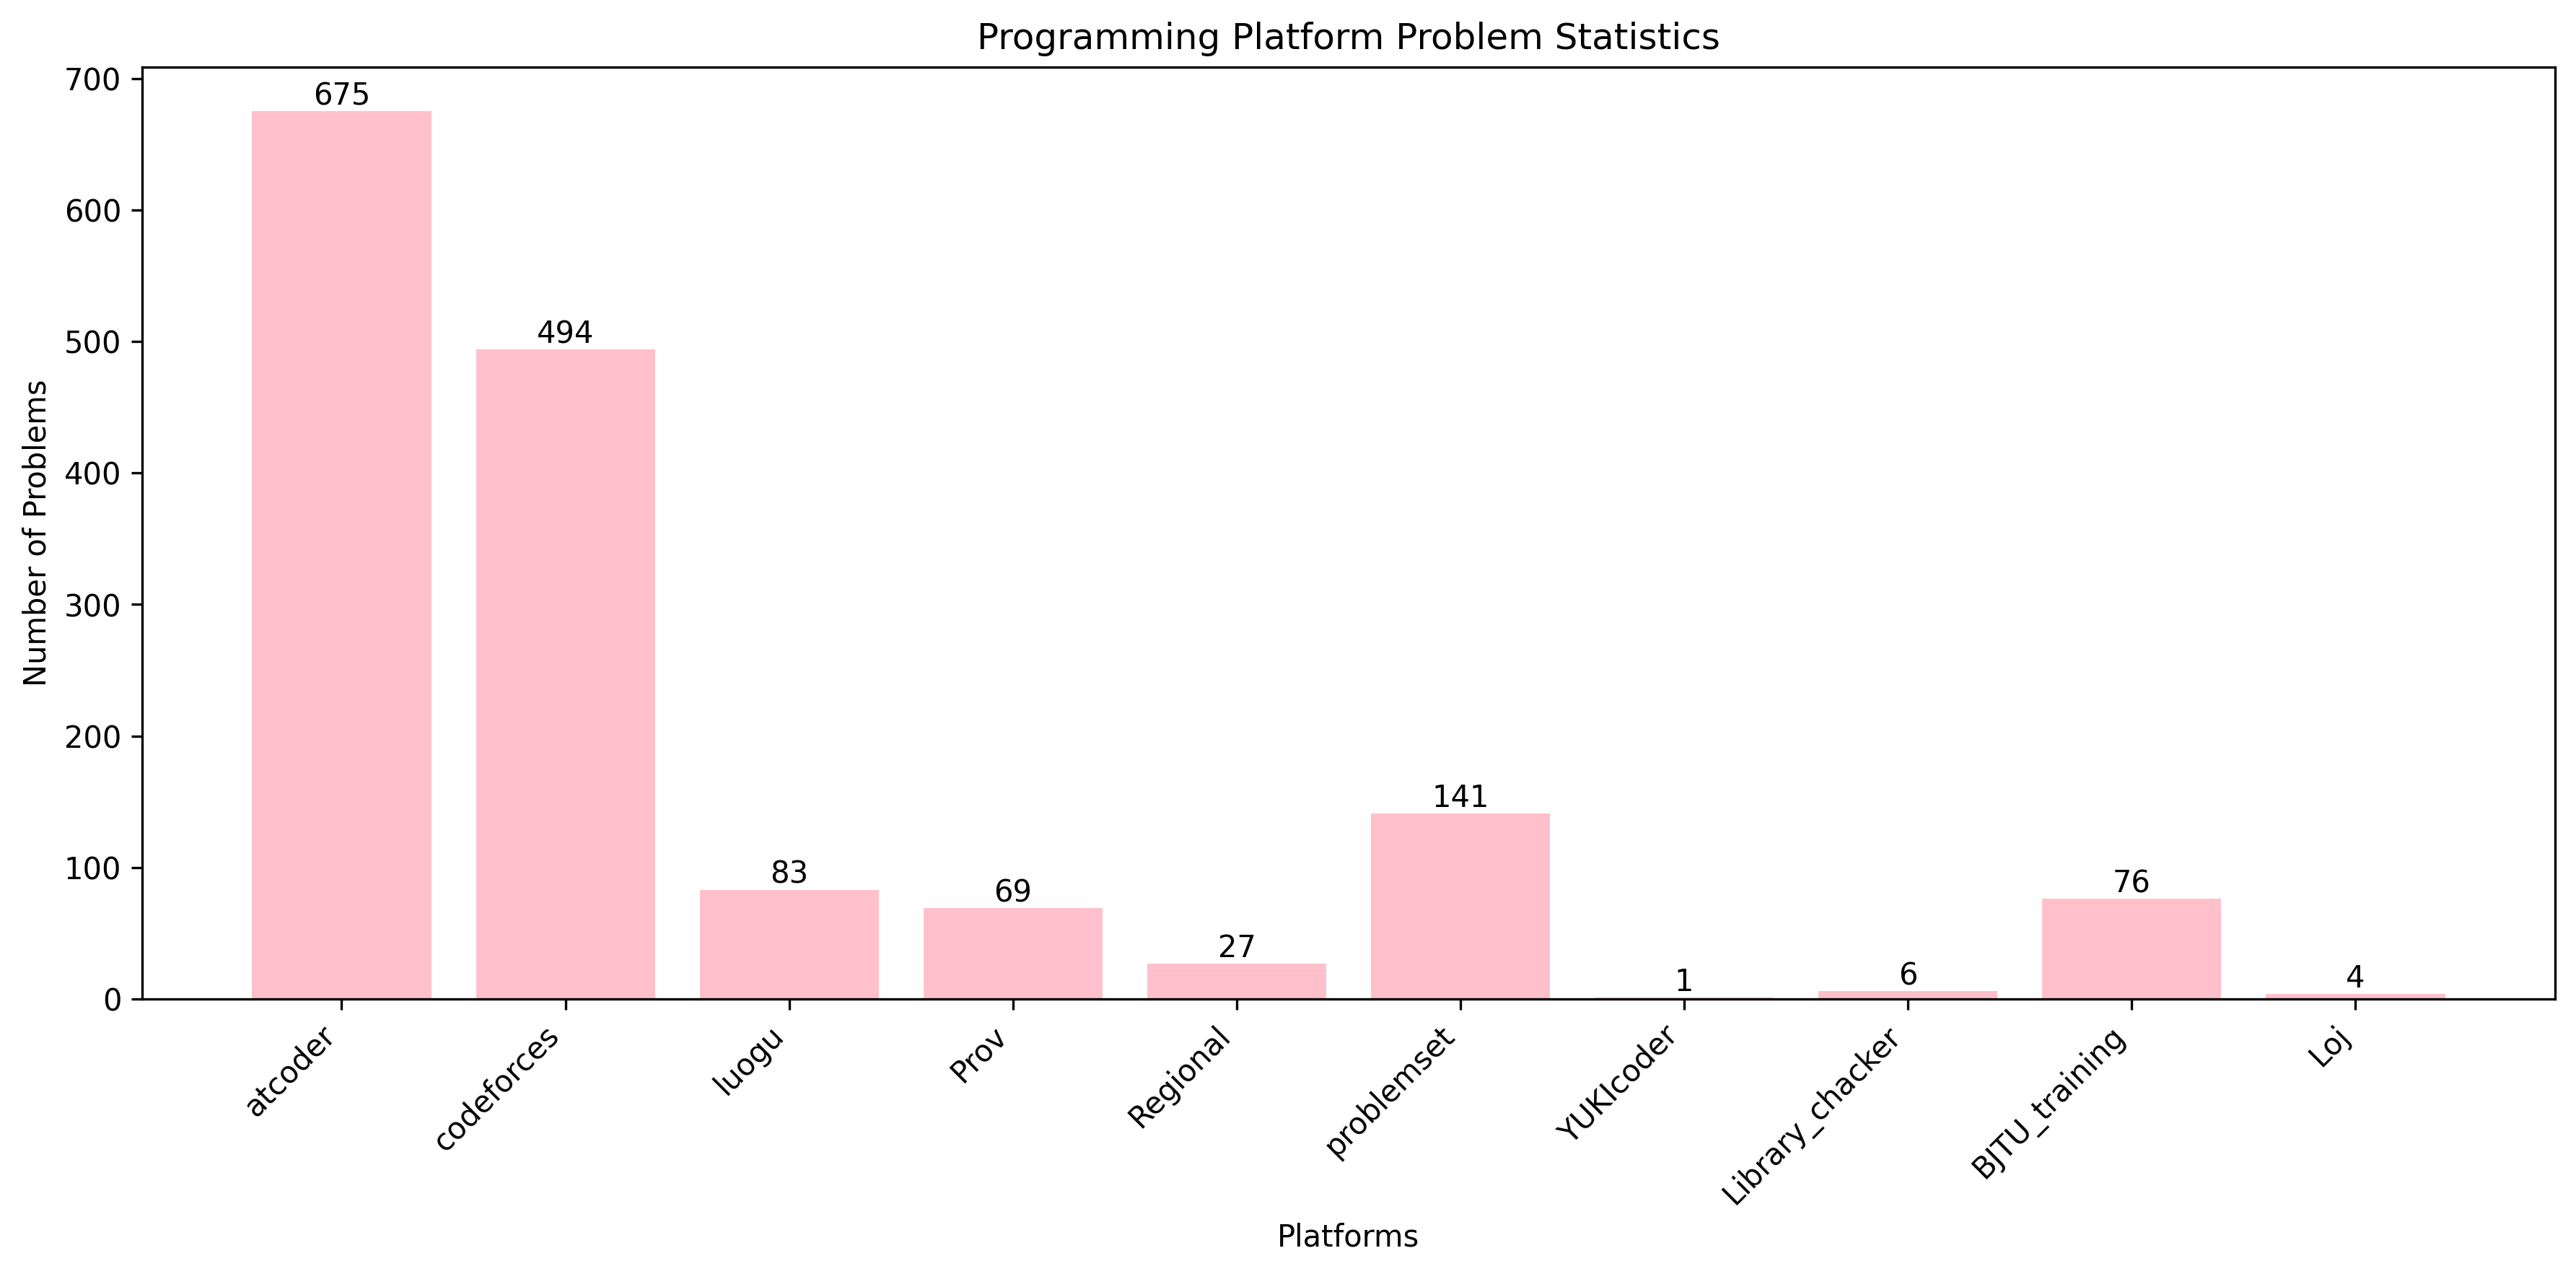 Programming Platform Problem Statistics
Number of Problems
700
600
500
400
300
200
100
0
675
494
83
69
27
141
1
6
76
4
atcoder
codeforces
luogu
Prov
Regional
problemset
YUKIcoder
Library_chacker
BJTU_training
Loj
Platforms